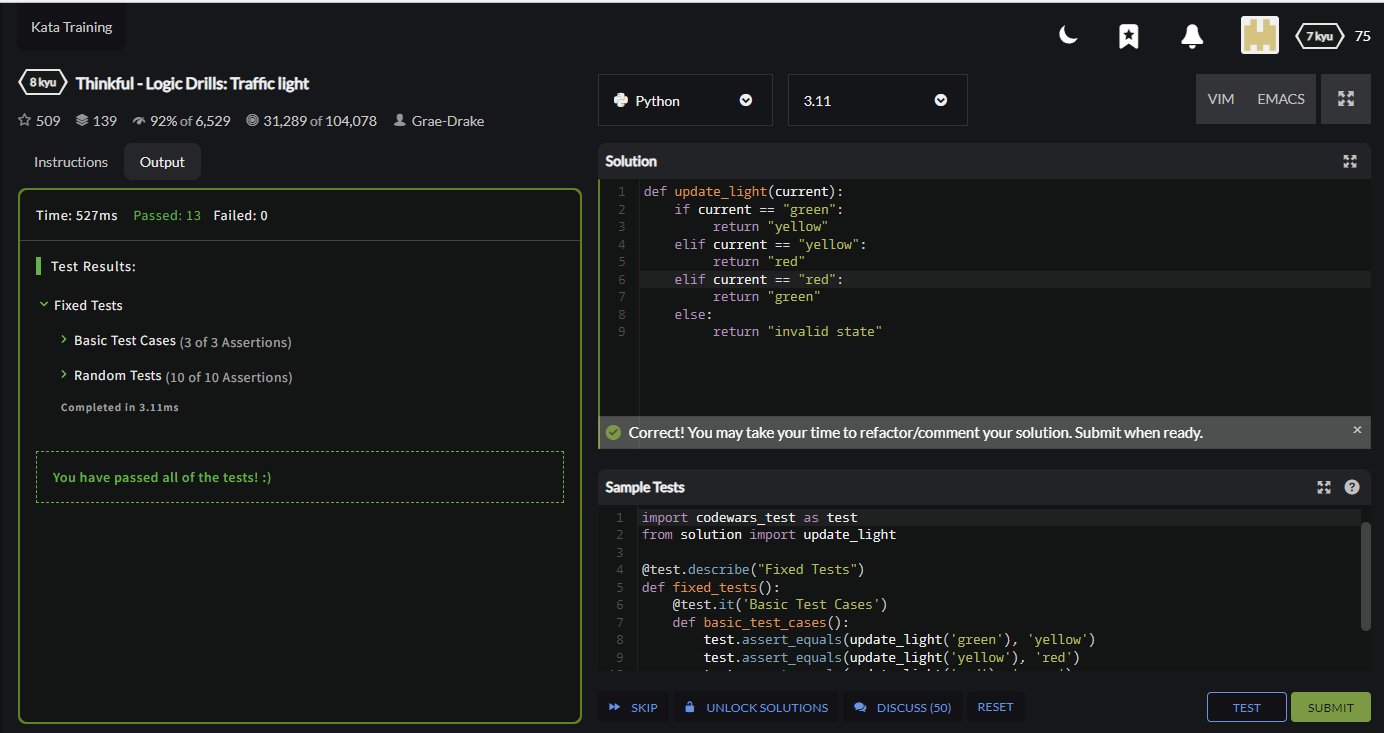 Kata Training
7 kyu 75
8 kyu Thinkful - Logic Drills: Traffic light
509 139 92% of 6,529 31,289 of 104,078 Grae-Drake
Instructions Output
Time: 527ms Passed: 13 Failed: 0
Test Results:
Fixed Tests
Basic Test Cases (3 of 3 Assertions)
Random Tests (10 of 10 Assertions)
Completed in 3.11ms
You have passed all of the tests! :)
Python 3.11 VIM EMACS
Solution
1 def update_light(current):
2 if current == "green":
3 return "yellow"
4 elif current == "yellow":
5 return "red"
6 elif current == "red":
7 return "green"
8 else:
9 return "invalid state"
Correct! You may take your time to refactor/comment your solution. Submit when ready. ×
Sample Tests ?
1 import codewars_test as test
2 from solution import update_light
3
4 @test.describe("Fixed Tests")
5 def fixed_tests():
6 @test.it('Basic Test Cases')
7 def basic_test_cases():
8 test.assert_equals(update_light('green'), 'yellow')
9 test.assert_equals(update_light('yellow'), 'red')
SKIP UNLOCK SOLUTIONS DISCUSS (50) RESET TEST SUBMIT